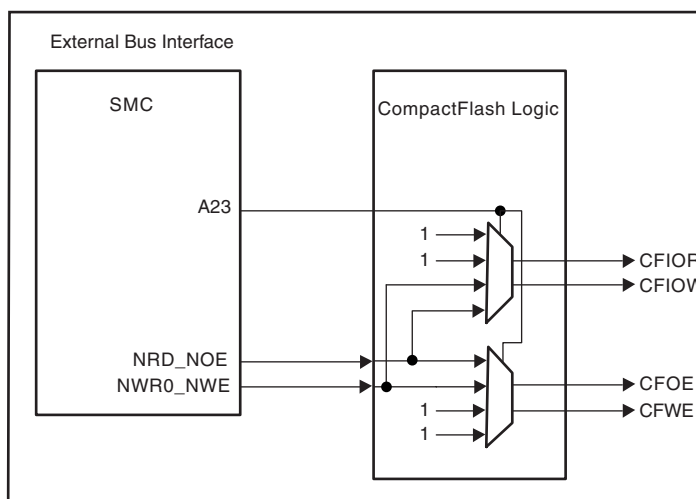 External Bus Interface
SMC
CompactFlash Logic
A23
1
1
CFIOR
CFIOW
NRD_NOE
NWR0_NWE
1
1
CFOE
CFWE